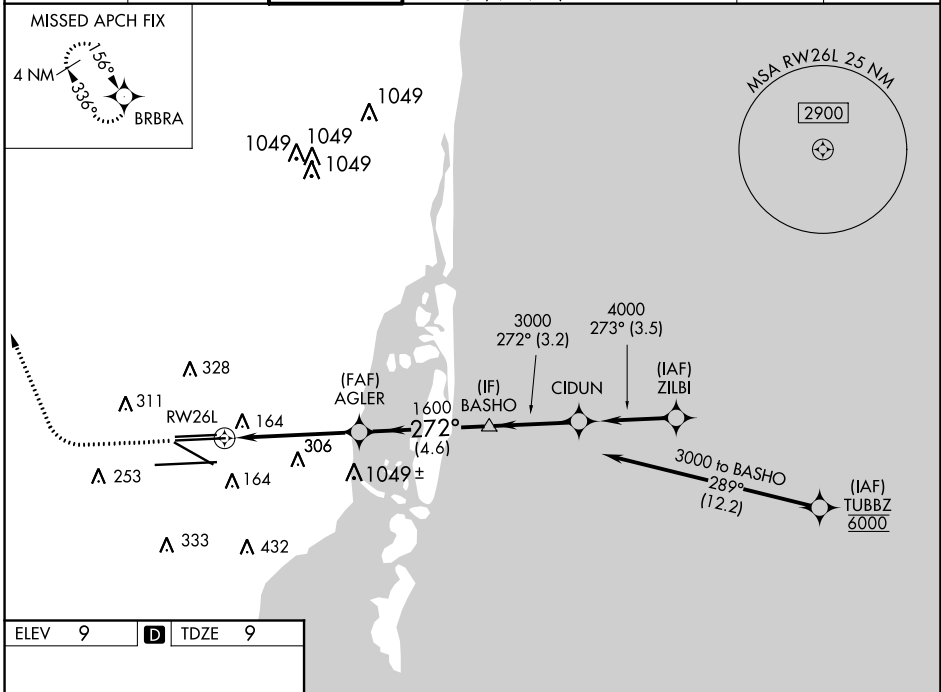 MISSED APCH FIX
4 NM
156°
336°
BRBRA
1049
1049
1049
1049
MSA RW26L 25 NM
2900
3000
272° (3.2)
4000
273° (3.5)
(FAF)
AGLER
1600
272°
(4.6)
(IF)
BASHO
CIDUN
(IAF)
ZILBI
328
311
RW26L
164
306
1049 ±
253
164
333
432
3000 to BASHO
289°
(12.2)
(IAF)
TUBBZ
6000
ELEV 9 D TDZE 9